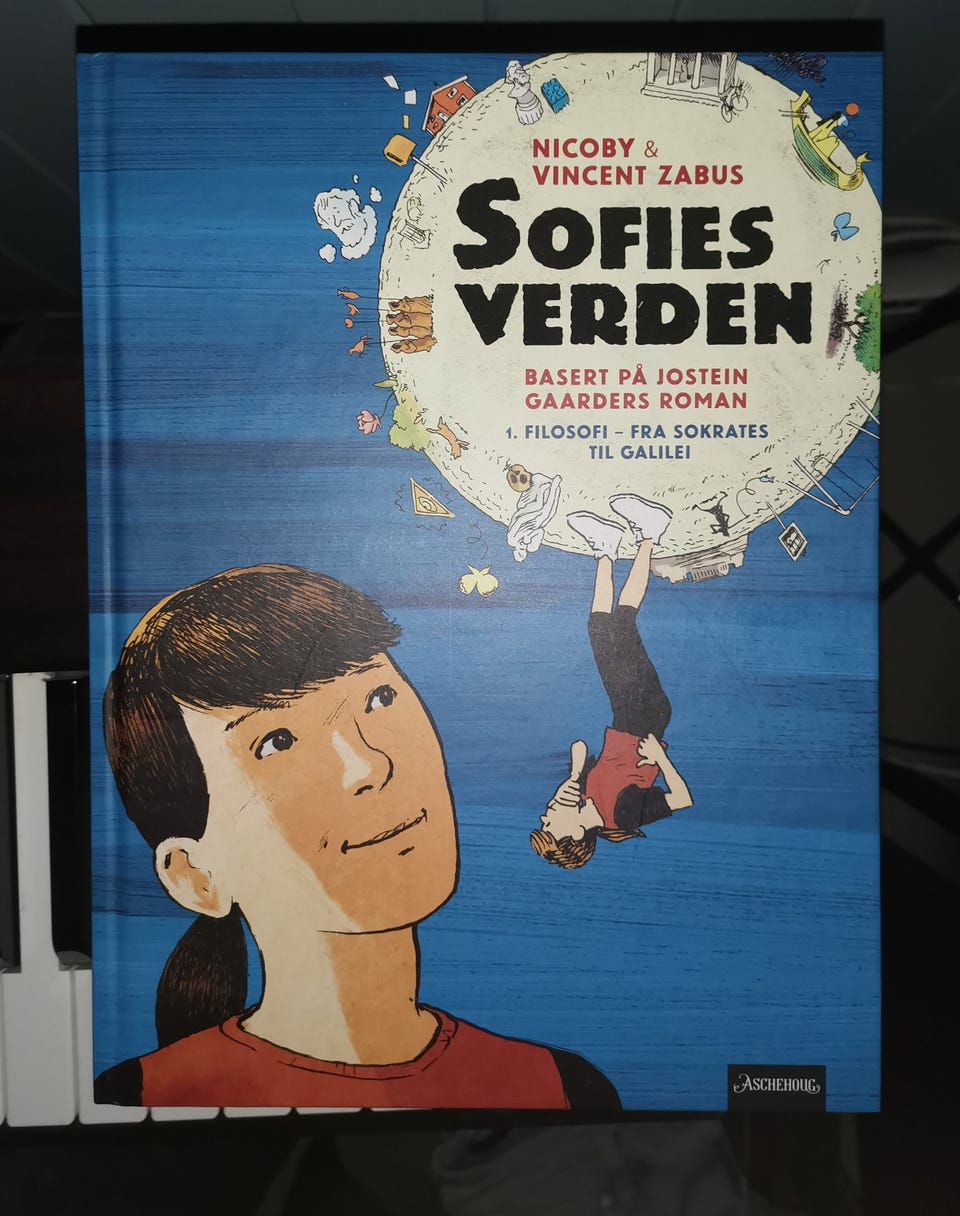 NICOBY &
VINCENT ZABUS
SOFIES
VERDEN
BASERT PÅ JOSTEIN
GAARDERS ROMAN
1. FILOSOFI – FRA SOKRATES
TIL GALILEI
ASCHEHOUG